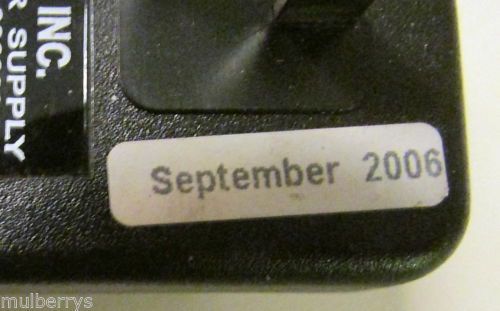 INC.
R SUPPLY
September 2006
mulberrys